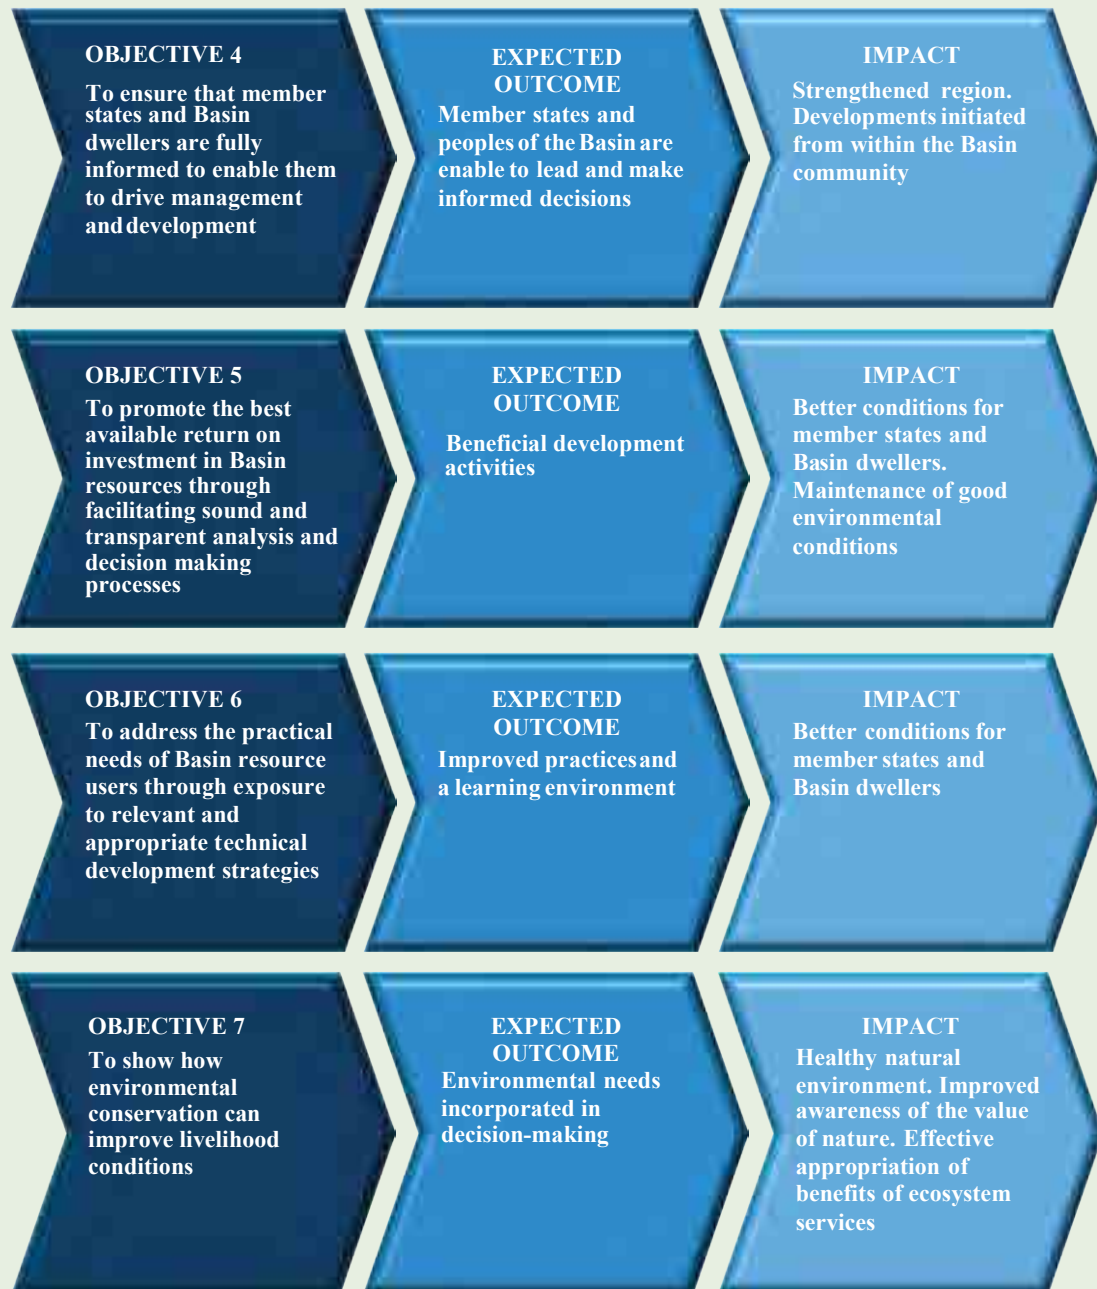 OBJECTIVE 4
To ensure that member
states and Basin
dwellers are fully
informed to enable them
to drive management
and development
EXPECTED
OUTCOME
Member states and
peoples of the Basin are
enable to lead and make
informed decisions
IMPACT
Strengthened region.
Developments initiated
from within the Basin
community
OBJECTIVE 5
To promote the best
available return on
investment in Basin
resources through
facilitating sound and
transparent analysis and
decision making
processes
EXPECTED
OUTCOME
Beneficial development
activities
IMPACT
Better conditions for
member states and
Basin dwellers.
Maintenance of good
environmental
conditions
OBJECTIVE 6
To address the practical
needs of Basin resource
users through exposure
to relevant and
appropriate technical
development strategies
EXPECTED
OUTCOME
Improved practices and
a learning environment
IMPACT
Better conditions for
member states and
Basin dwellers
OBJECTIVE 7
To show how
environmental
conservation can
improve livelihood
conditions
EXPECTED
OUTCOME
Environmental needs
incorporated in
decision-making
IMPACT
Healthy natural
environment. Improved
awareness of the value
of nature. Effective
appropriation of
benefits of ecosystem
services